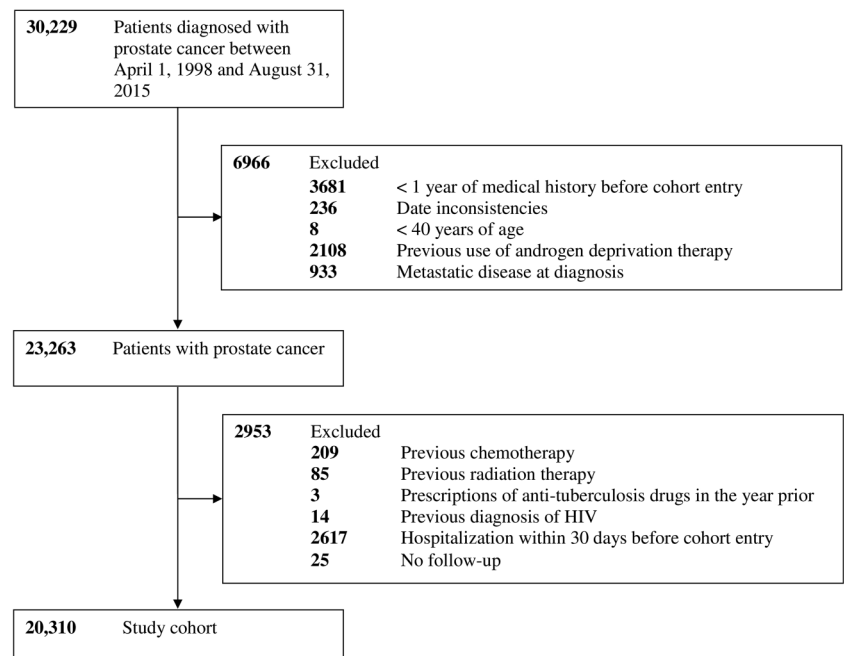 30,229 Patients diagnosed with
prostate cancer between
April 1, 1998 and August 31,
2015
6966 Excluded
3681 < 1 year of medical history before cohort entry
236 Date inconsistencies
8 < 40 years of age
2108 Previous use of androgen deprivation therapy
933 Metastatic disease at diagnosis
23,263 Patients with prostate cancer
2953 Excluded
209 Previous chemotherapy
85 Previous radiation therapy
3 Prescriptions of anti-tuberculosis drugs in the year prior
14 Previous diagnosis of HIV
2617 Hospitalization within 30 days before cohort entry
25 No follow-up
20,310 Study cohort